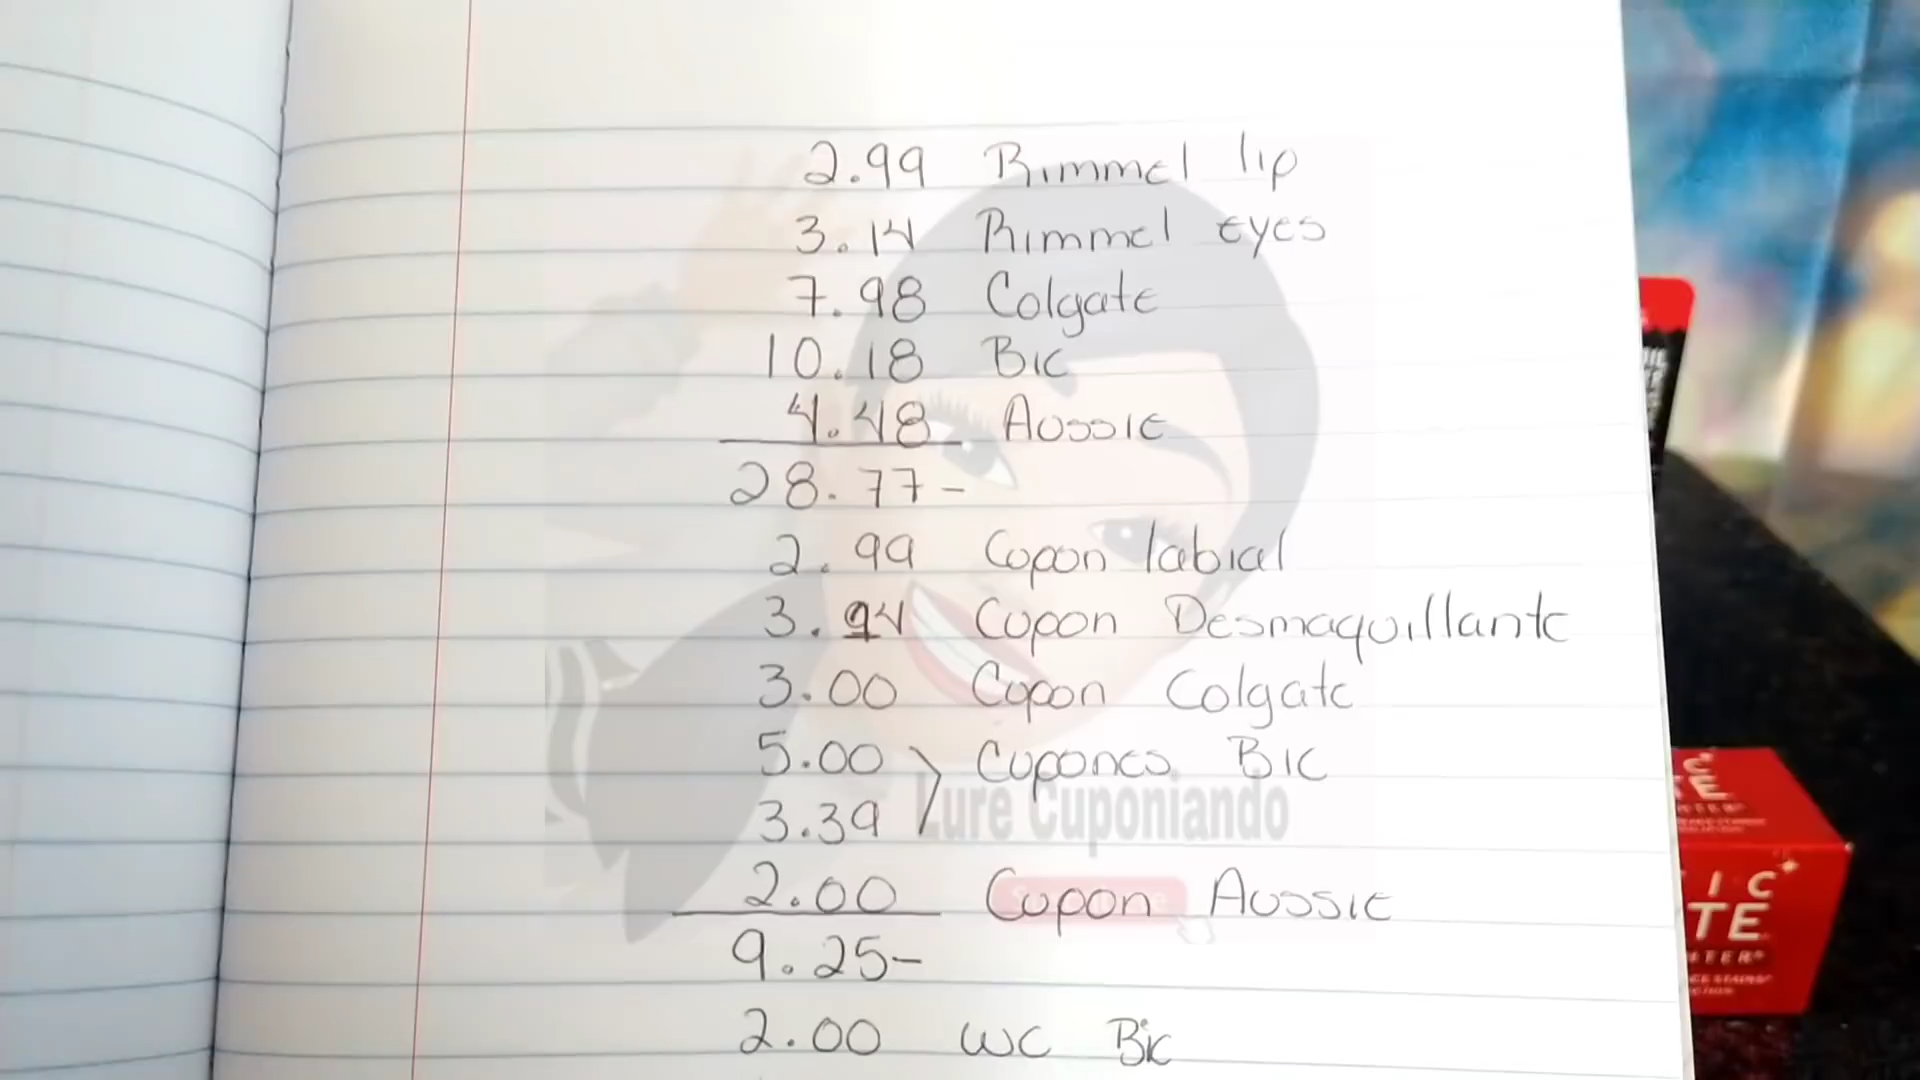 2.99 Rimmel lip
3.14 Rimmel eyes
7.98 Colgate
10.18 Bic
4.48 Aussie
28.77-
2.99 Cupon labial
3.94 Cupon Desmaquillante
3.00 Cupon Colgate
5.00 Cupones Bic
3.39
Lure Cuponiando
2.00 Cupon Aussie
9.25-
2.00 WC Bic
IC
TE